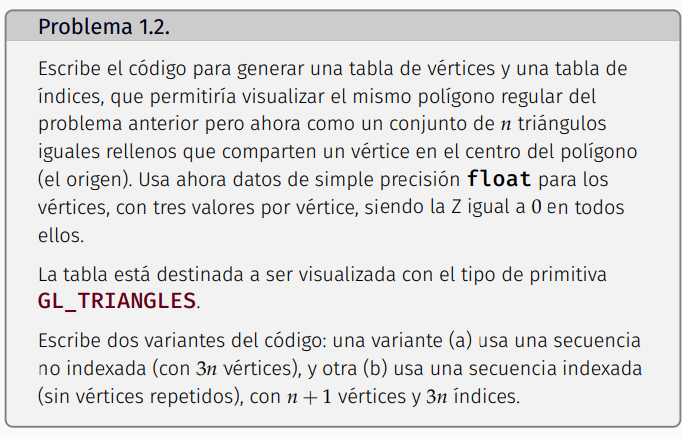 Problema 1.2.
Escribe el código para generar una tabla de vértices y una tabla de
índices, que permitiría visualizar el mismo polígono regular del
problema anterior pero ahora como un conjunto de n triángulos
iguales rellenos que comparten un vértice en el centro del polígono
(el origen). Usa ahora datos de simple precisión float para los
vértices, con tres valores por vértice, siendo la Z igual a 0 en todos
ellos.
La tabla está destinada a ser visualizada con el tipo de primitiva
GL_TRIANGLES.
Escribe dos variantes del código: una variante (a) usa una secuencia
no indexada (con 3n vértices), y otra (b) usa una secuencia indexada
(sin vértices repetidos), con n + 1 vértices y 3n índices.